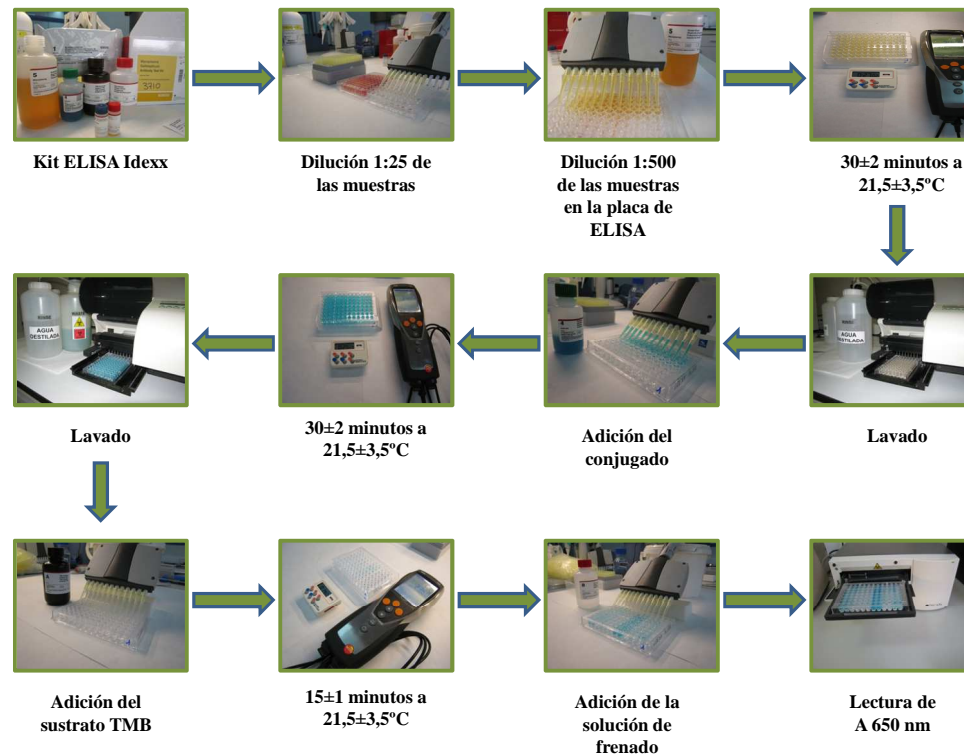 Kit ELISA Idexx
Dilución 1:25 de
las muestras
Dilución 1:500
de las muestras
en la placa de
ELISA
30±2 minutos a
21,5±3,5ºC
Lavado
30±2 minutos a
21,5±3,5ºC
Adición del
conjugado
Lavado
Adición del
sustrato TMB
15±1 minutos a
21,5±3,5ºC
Adición de la
solución de
frenado
Lectura de
A 650 nm
S
3210
AGUA
DESTILADA
AGUA
DESTILADA